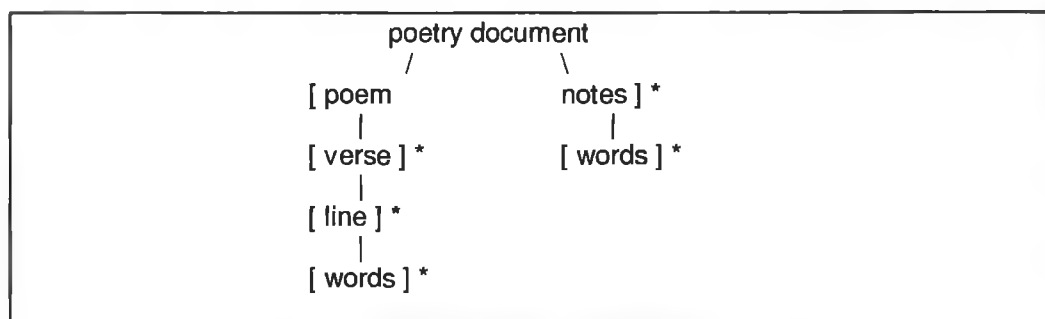 poetry document
[ poem notes ] *
[ verse ] * [ words ] *
[ line ] *
[ words ] *